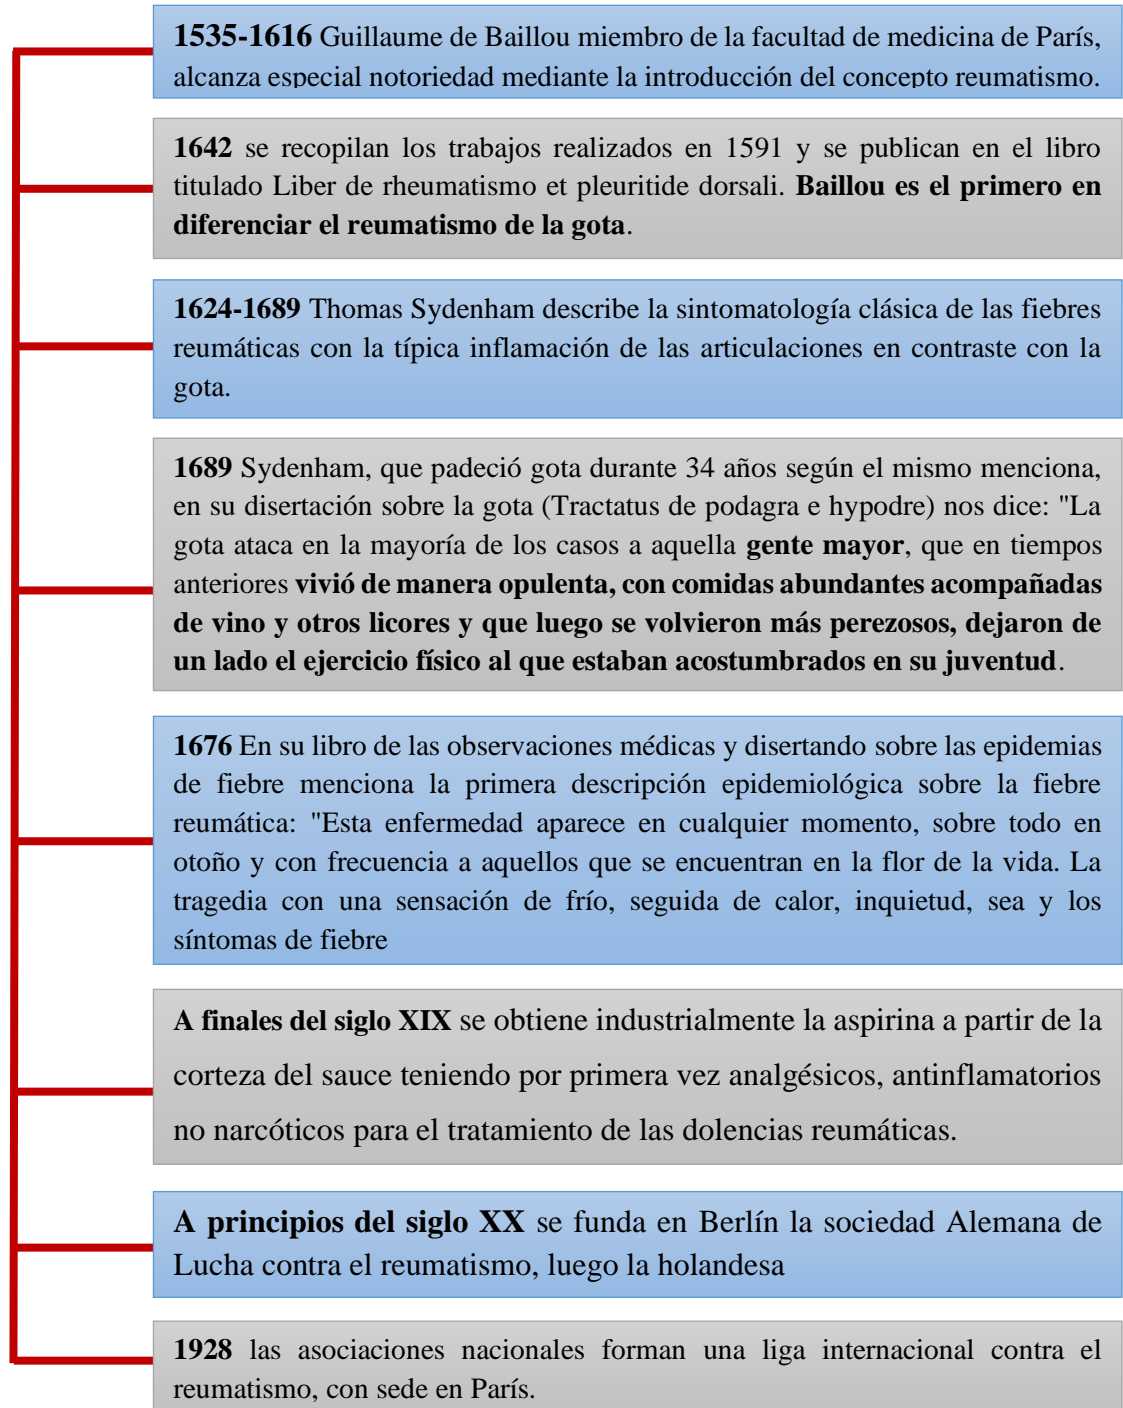 1535-1616 Guillaume de Baillou miembro de la facultad de medicina de París,
alcanza especial notoriedad mediante la introducción del concepto reumatismo.
1642 se recopilan los trabajos realizados en 1591 y se publican en el libro
titulado Liber de rheumatismo et pleuritide dorsali. Baillou es el primero en
diferenciar el reumatismo de la gota.
1624-1689 Thomas Sydenham describe la sintomatología clásica de las fiebres
reumáticas con la típica inflamación de las articulaciones en contraste con la
gota.
1689 Sydenham, que padeció gota durante 34 años según el mismo menciona,
en su disertación sobre la gota (Tractatus de podagra e hypodre) nos dice: "La
gota ataca en la mayoría de los casos a aquella gente mayor, que en tiempos
anteriores vivió de manera opulenta, con comidas abundantes acompañadas
de vino y otros licores y que luego se volvieron más perezosos, dejaron de
un lado el ejercicio físico al que estaban acostumbrados en su juventud.
1676 En su libro de las observaciones médicas y disertando sobre las epidemias
de fiebre menciona la primera descripción epidemiológica sobre la fiebre
reumática: "Esta enfermedad aparece en cualquier momento, sobre todo en
otoño y con frecuencia a aquellos que se encuentran en la flor de la vida. La
tragedia con una sensación de frío, seguida de calor, inquietud, sea y los
síntomas de fiebre
A finales del siglo XIX se obtiene industrialmente la aspirina a partir de la
corteza del sauce teniendo por primera vez analgésicos, antinflamatorios
no narcóticos para el tratamiento de las dolencias reumáticas.
A principios del siglo XX se funda en Berlín la sociedad Alemana de
Lucha contra el reumatismo, luego la holandesa
1928 las asociaciones nacionales forman una liga internacional contra el
reumatismo, con sede en París.